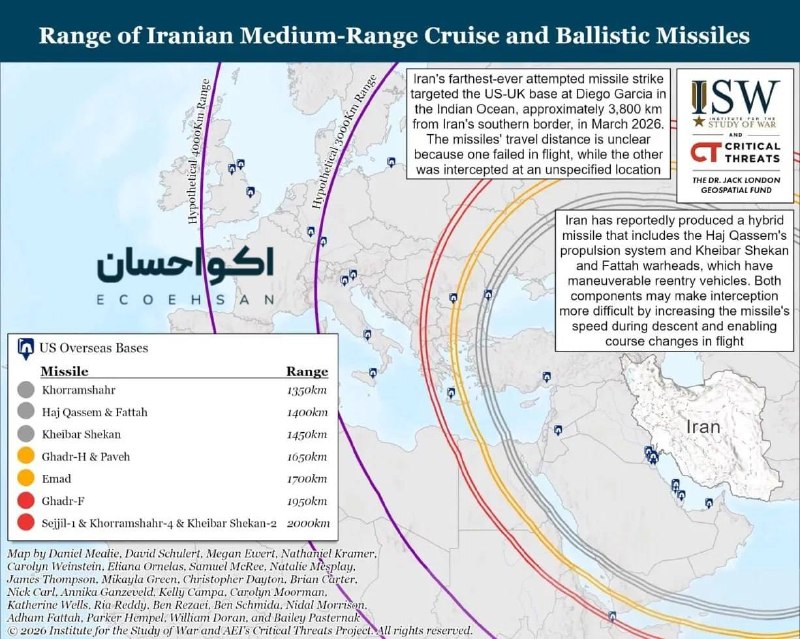 Range of Iranian Medium-Range Cruise and Ballistic Missiles
Hypothetical 4000Km Range
Hypothetical 3000Km Range
Iran's farthest-ever attempted missile strike
targeted the US-UK base at Diego Garcia in
the Indian Ocean, approximately 3,800 km
from Iran's southern border, in March 2026.
The missiles' travel distance is unclear
because one failed in flight, while the other
was intercepted at an unspecified location
ISW
INSTITUTE FOR THE
STUDY OF WAR
AND
CT CRITICAL
THREATS
THE DR. JACK LONDON
GEOSPATIAL FUND
Iran has reportedly produced a hybrid
missile that includes the Haj Qassem's
propulsion system and Kheibar Shekan
and Fattah warheads, which have
maneuverable reentry vehicles. Both
components may make interception
more difficult by increasing the missile's
speed during descent and enabling
course changes in flight
اکواحسان
ECOEHSAN
US Overseas Bases
Missile Range
Khorramshahr 1350km
Haj Qassem & Fattah 1400km
Kheibar Shekan 1450km
Ghadr-H & Paveh 1650km
Emad 1700km
Ghadr-F 1950km
Sejjil-1 & Khorramshahr-4 & Kheibar Shekan-2 2000km
Iran
Map by Daniel Mealie, David Schulert, Megan Ewert, Nathaniel Kramer,
Carolyn Weinstein, Eliana Ornelas, Samuel McRee, Natalie Mesplay,
James Thompson, Mikayla Green, Christopher Dayton, Brian Carter,
Nick Carl, Annika Ganzeveld, Kelly Campa, Carolyn Moorman,
Katherine Wells, Ria Reddy, Ben Rezaei, Ben Schmida, Nidal Morrison,
Adham Fattah, Parker Hempel, William Doran, and Bailey Pasternak
© 2026 Institute for the Study of War and AEI's Critical Threats Project. All rights reserved.